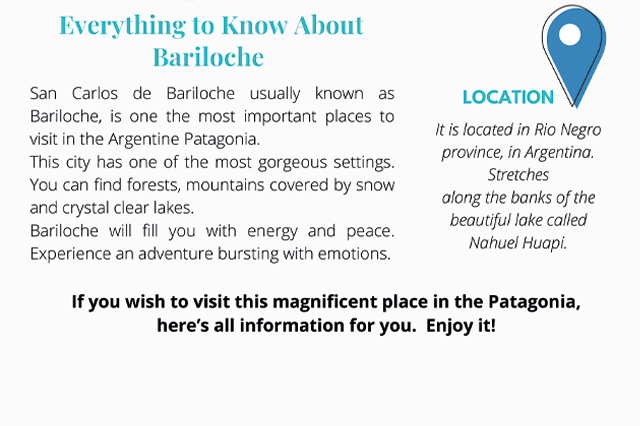 Everything to Know About
Bariloche
San Carlos de Bariloche usually known as
Bariloche, is one the most important places to
visit in the Argentine Patagonia.
This city has one of the most gorgeous settings.
You can find forests, mountains covered by snow
and crystal clear lakes.
Bariloche will fill you with energy and peace.
Experience an adventure bursting with emotions.
LOCATION
It is located in Rio Negro
province, in Argentina.
Stretches
along the banks of the
beautiful lake called
Nahuel Huapi.
If you wish to visit this magnificent place in the Patagonia,
here's all information for you. Enjoy it!